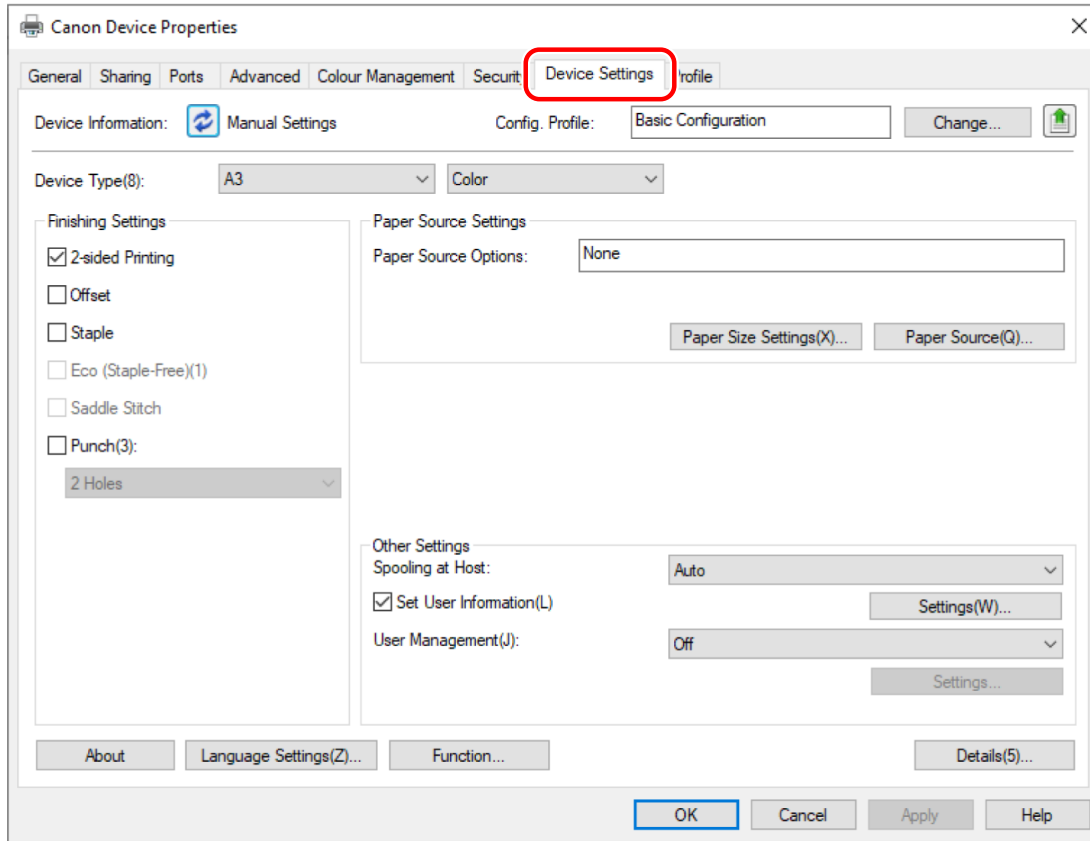 Canon Device Properties
General Sharing Ports Advanced Colour Management Securit Device Settings rofile
Device Information: Manual Settings Config. Profile: Basic Configuration Change...
Device Type(8): A3 Color
Finishing Settings
2-sided Printing
Offset
Staple
Eco (Staple-Free)(1)
Saddle Stitch
Punch(3):
2 Holes
Paper Source Settings
Paper Source Options: None
Paper Size Settings(X)... Paper Source(Q)...
Other Settings
Spooling at Host: Auto
Set User Information(L) Settings(W)...
User Management(J): Off
Settings...
About Language Settings(Z)... Function... Details(5)...
OK Cancel Apply Help